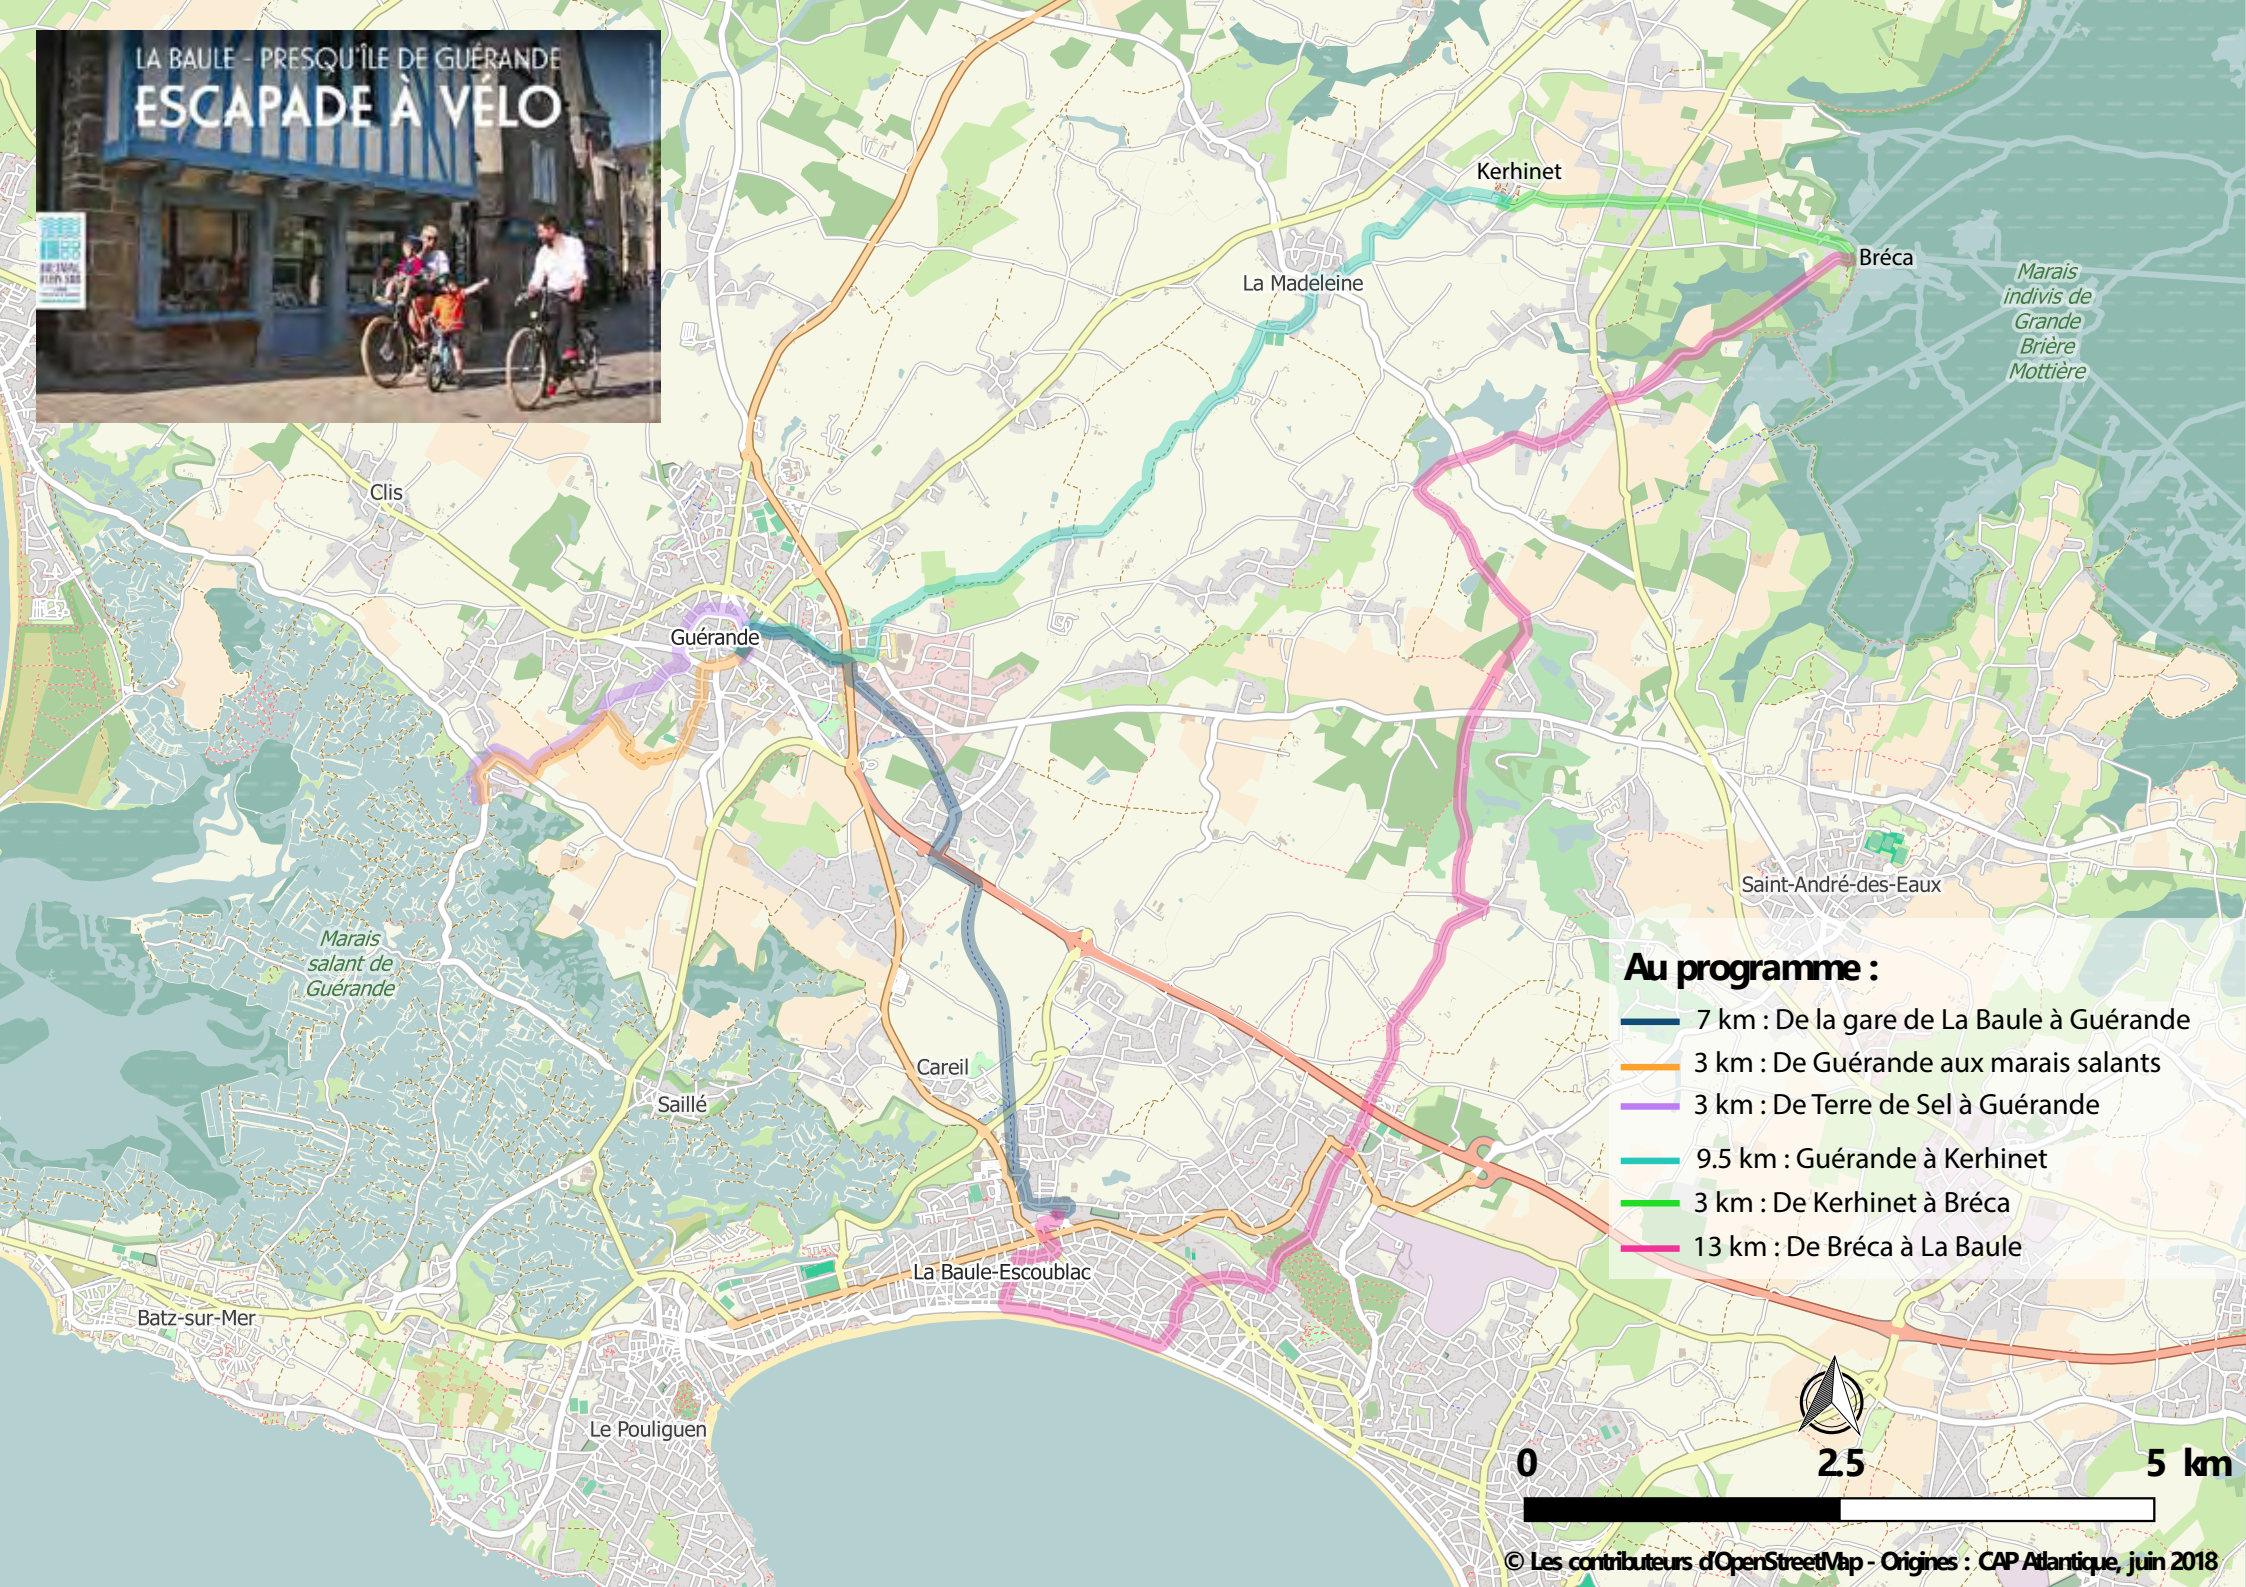 LA BAULE - PRESQU'ÎLE DE GUÉRANDE
ESCAPADE À VÉLO
Kerhinet
Bréca
La Madeleine
Marais
indivis de
Grande
Brière
Mottière
Clis
Guérande
Saint-André-des-Eaux
Marais
salant de
Guérande
Careil
Saillé
La Baule-Escoublac
Batz-sur-Mer
Le Pouliguen
Au programme :
7 km : De la gare de La Baule à Guérande
3 km : De Guérande aux marais salants
3 km : De Terre de Sel à Guérande
9.5 km : Guérande à Kerhinet
3 km : De Kerhinet à Bréca
13 km : De Bréca à La Baule
0 2.5 5 km
© Les contributeurs d'OpenStreetMap - Origines : CAP Atlantique, juin 2018